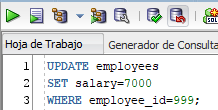 Hoja de Trabajo Generador de Consulta
1 UPDATE employees
2 SET salary=7000
3 WHERE employee_id=999;